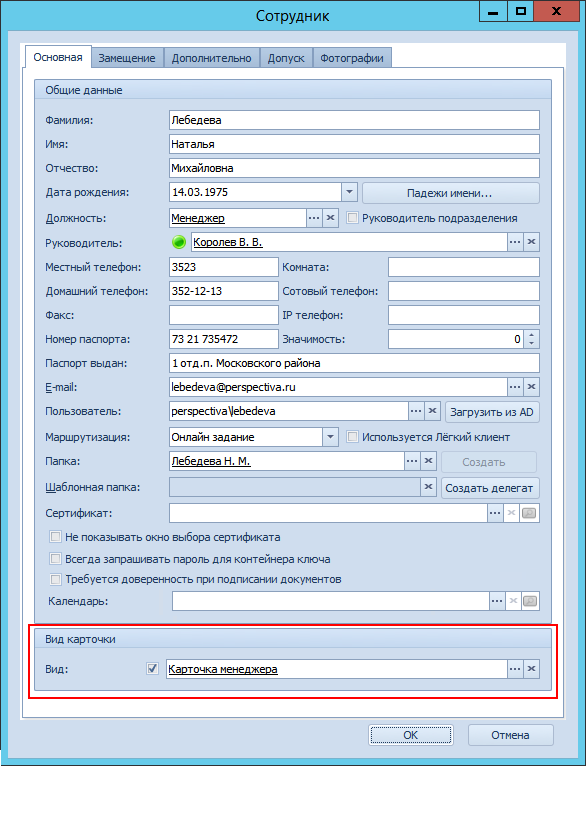 Сотрудник
Основная Замещение Дополнительно Допуск Фотографии
Общие данные
Фамилия: Лебедева
Имя: Наталья
Отчество: Михайловна
Дата рождения: 14.03.1975 Падежи имени...
Должность: Менеджер Руководитель подразделения
Руководитель: Королев В. В.
Местный телефон: 3523 Комната:
Домашний телефон: 352-12-13 Сотовый телефон:
Факс: IP телефон:
Номер паспорта: 73 21 735472 Значимость: 0
Паспорт выдан: 1 отд.п. Московского района
E-mail: lebedeva@perspectiva.ru
Пользователь: perspectiva\lebedeva Загрузить из AD
Маршрутизация: Онлайн задание Используется Лёгкий клиент
Папка: Лебедева Н. М. Создать
Шаблонная папка: Создать делегат
Сертификат:
Не показывать окно выбора сертификата
Всегда запрашивать пароль для контейнера ключа
Требуется доверенность при подписании документов
Календарь:
Вид карточки
Вид: Карточка менеджера
OK Отмена